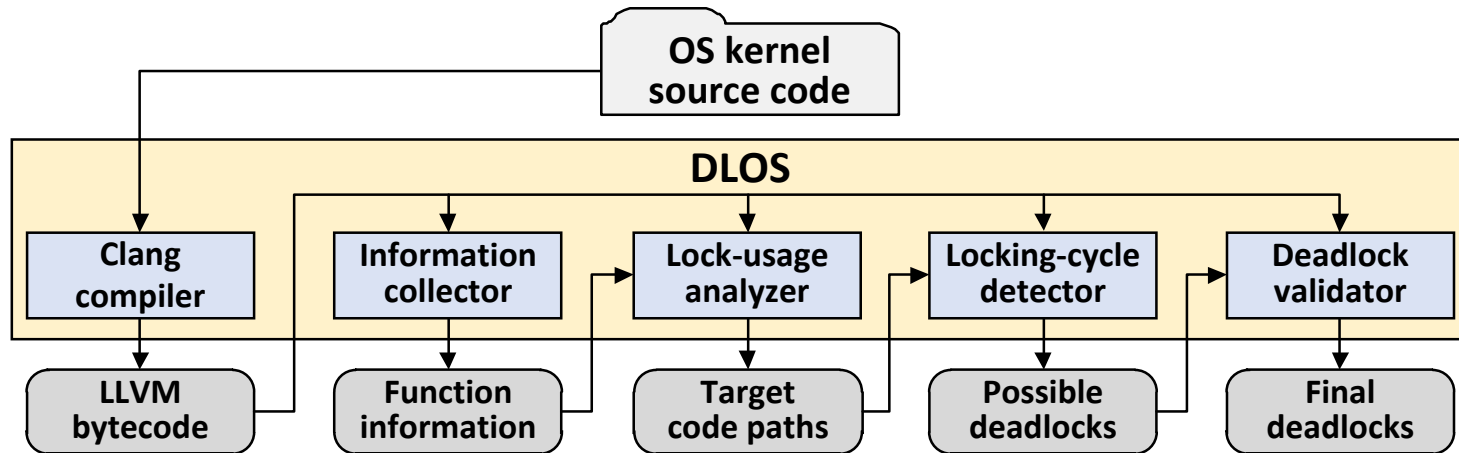 OS kernel
source code
DLOS
Clang
compiler
Information
collector
Lock-usage
analyzer
Locking-cycle
detector
Deadlock
validator
LLVM
bytecode
Function
information
Target
code paths
Possible
deadlocks
Final
deadlocks